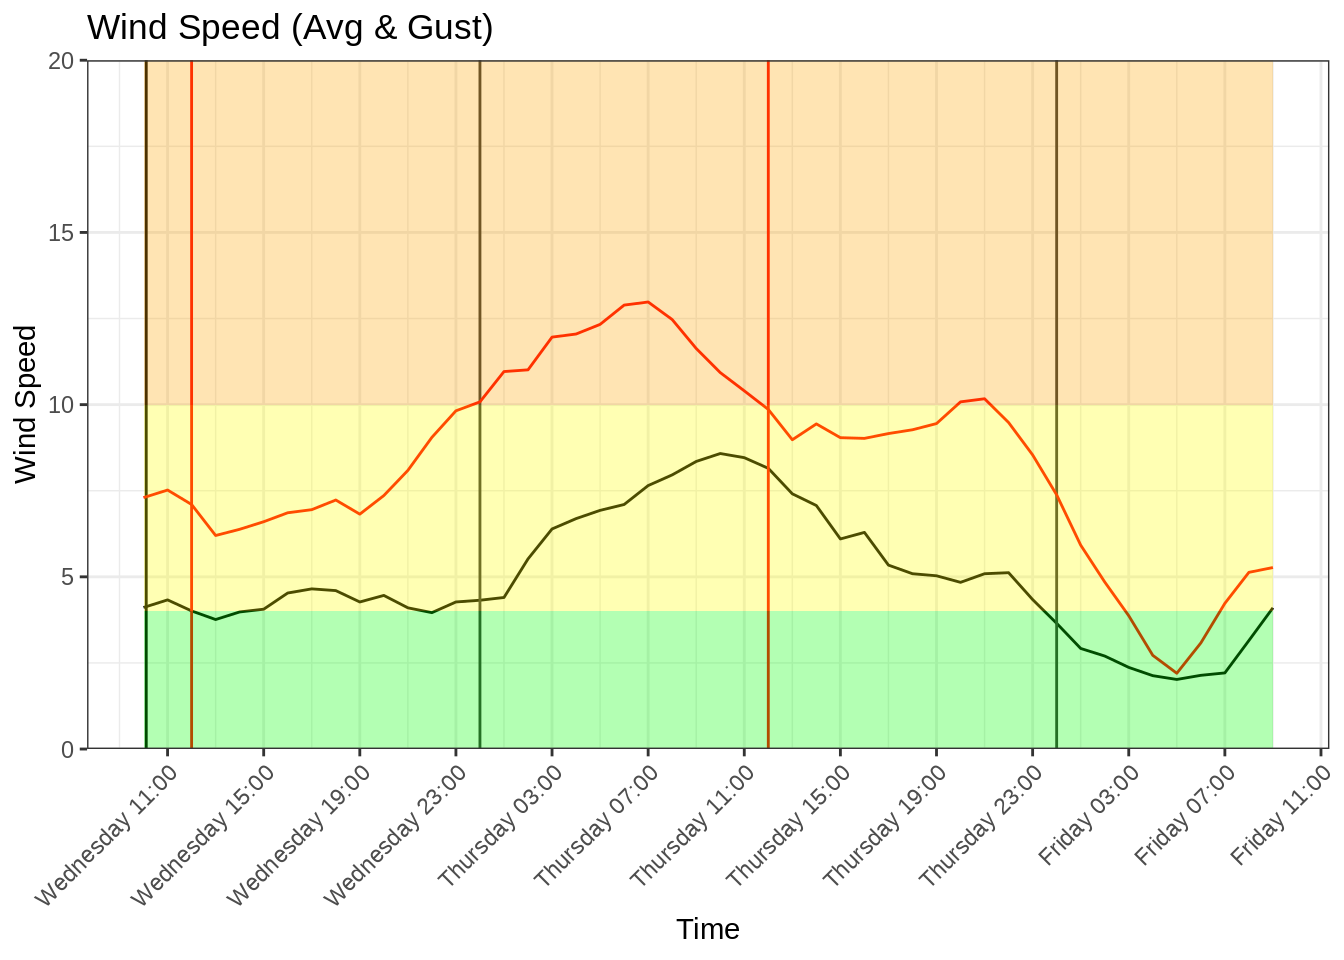 Wind Speed (Avg & Gust)
20
15
10
5
0
Wind Speed
Wednesday 11:00
Wednesday 15:00
Wednesday 19:00
Wednesday 23:00
Thursday 03:00
Thursday 07:00
Thursday 11:00
Thursday 15:00
Thursday 19:00
Thursday 23:00
Friday 03:00
Friday 07:00
Friday 11:00
Time